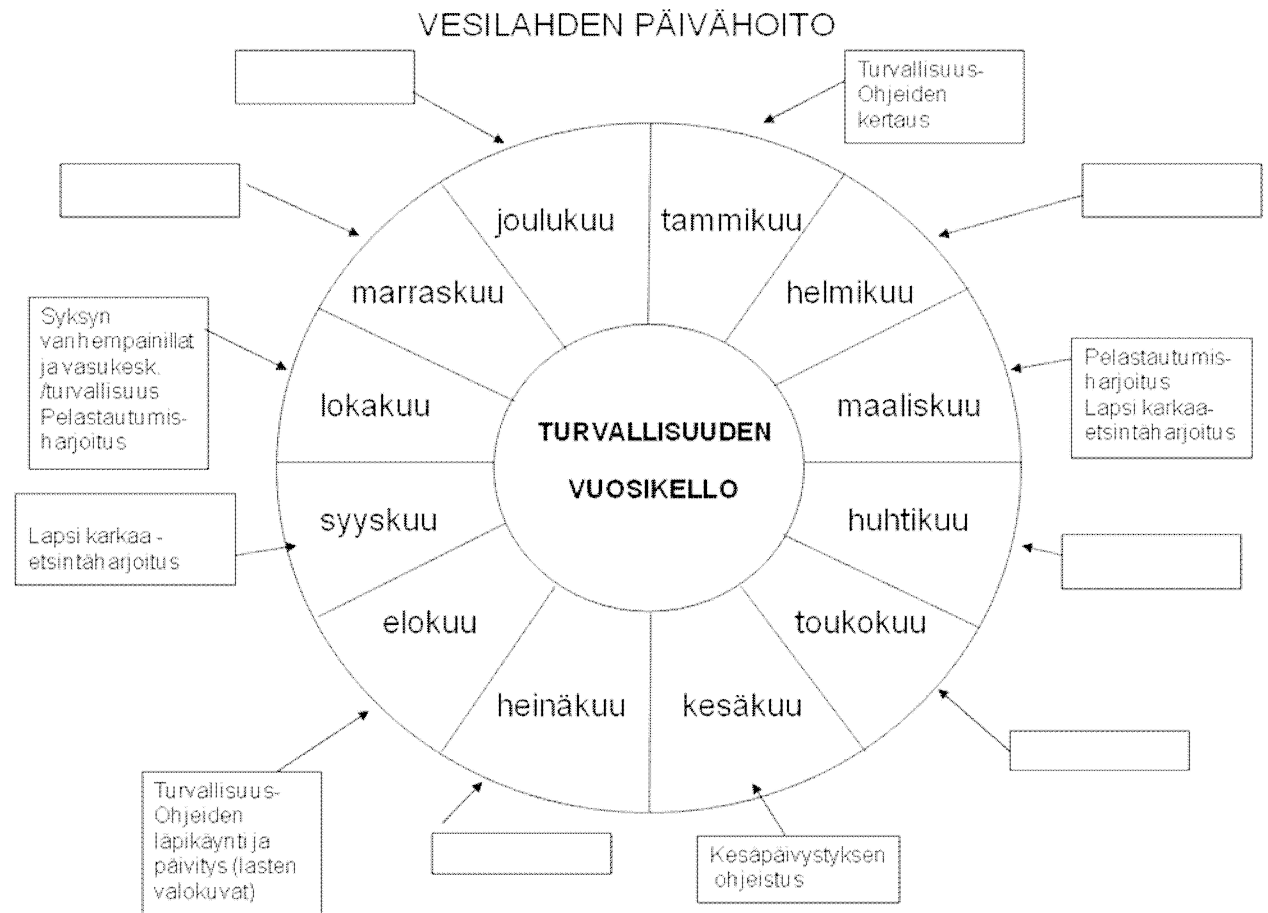 VESILAHDEN PÄIVÄHOITO
Turvallisuus-
Ohjeiden
kertaus
joulukuu
tammikuu
marraskuu
helmikuu
Syksyn
vanhempainillat
ja vasukesk.
/turvallisuus
Pelastautumis-
harjoitus
lokakuu
maaliskuu
Pelastautumis-
harjoitus
Lapsi karkaa-
etsintäharjoitus
TURVALLISUUDEN
VUOSIKELLO
syyskuu
huhtikuu
Lapsi karkaa -
etsintäharjoitus
elokuu
toukokuu
heinäkuu
kesäkuu
Turvallisuus-
Ohjeiden
läpikäynti ja
päivitys (lasten
valokuvat)
Kesäpäivystyksen
ohjeistus